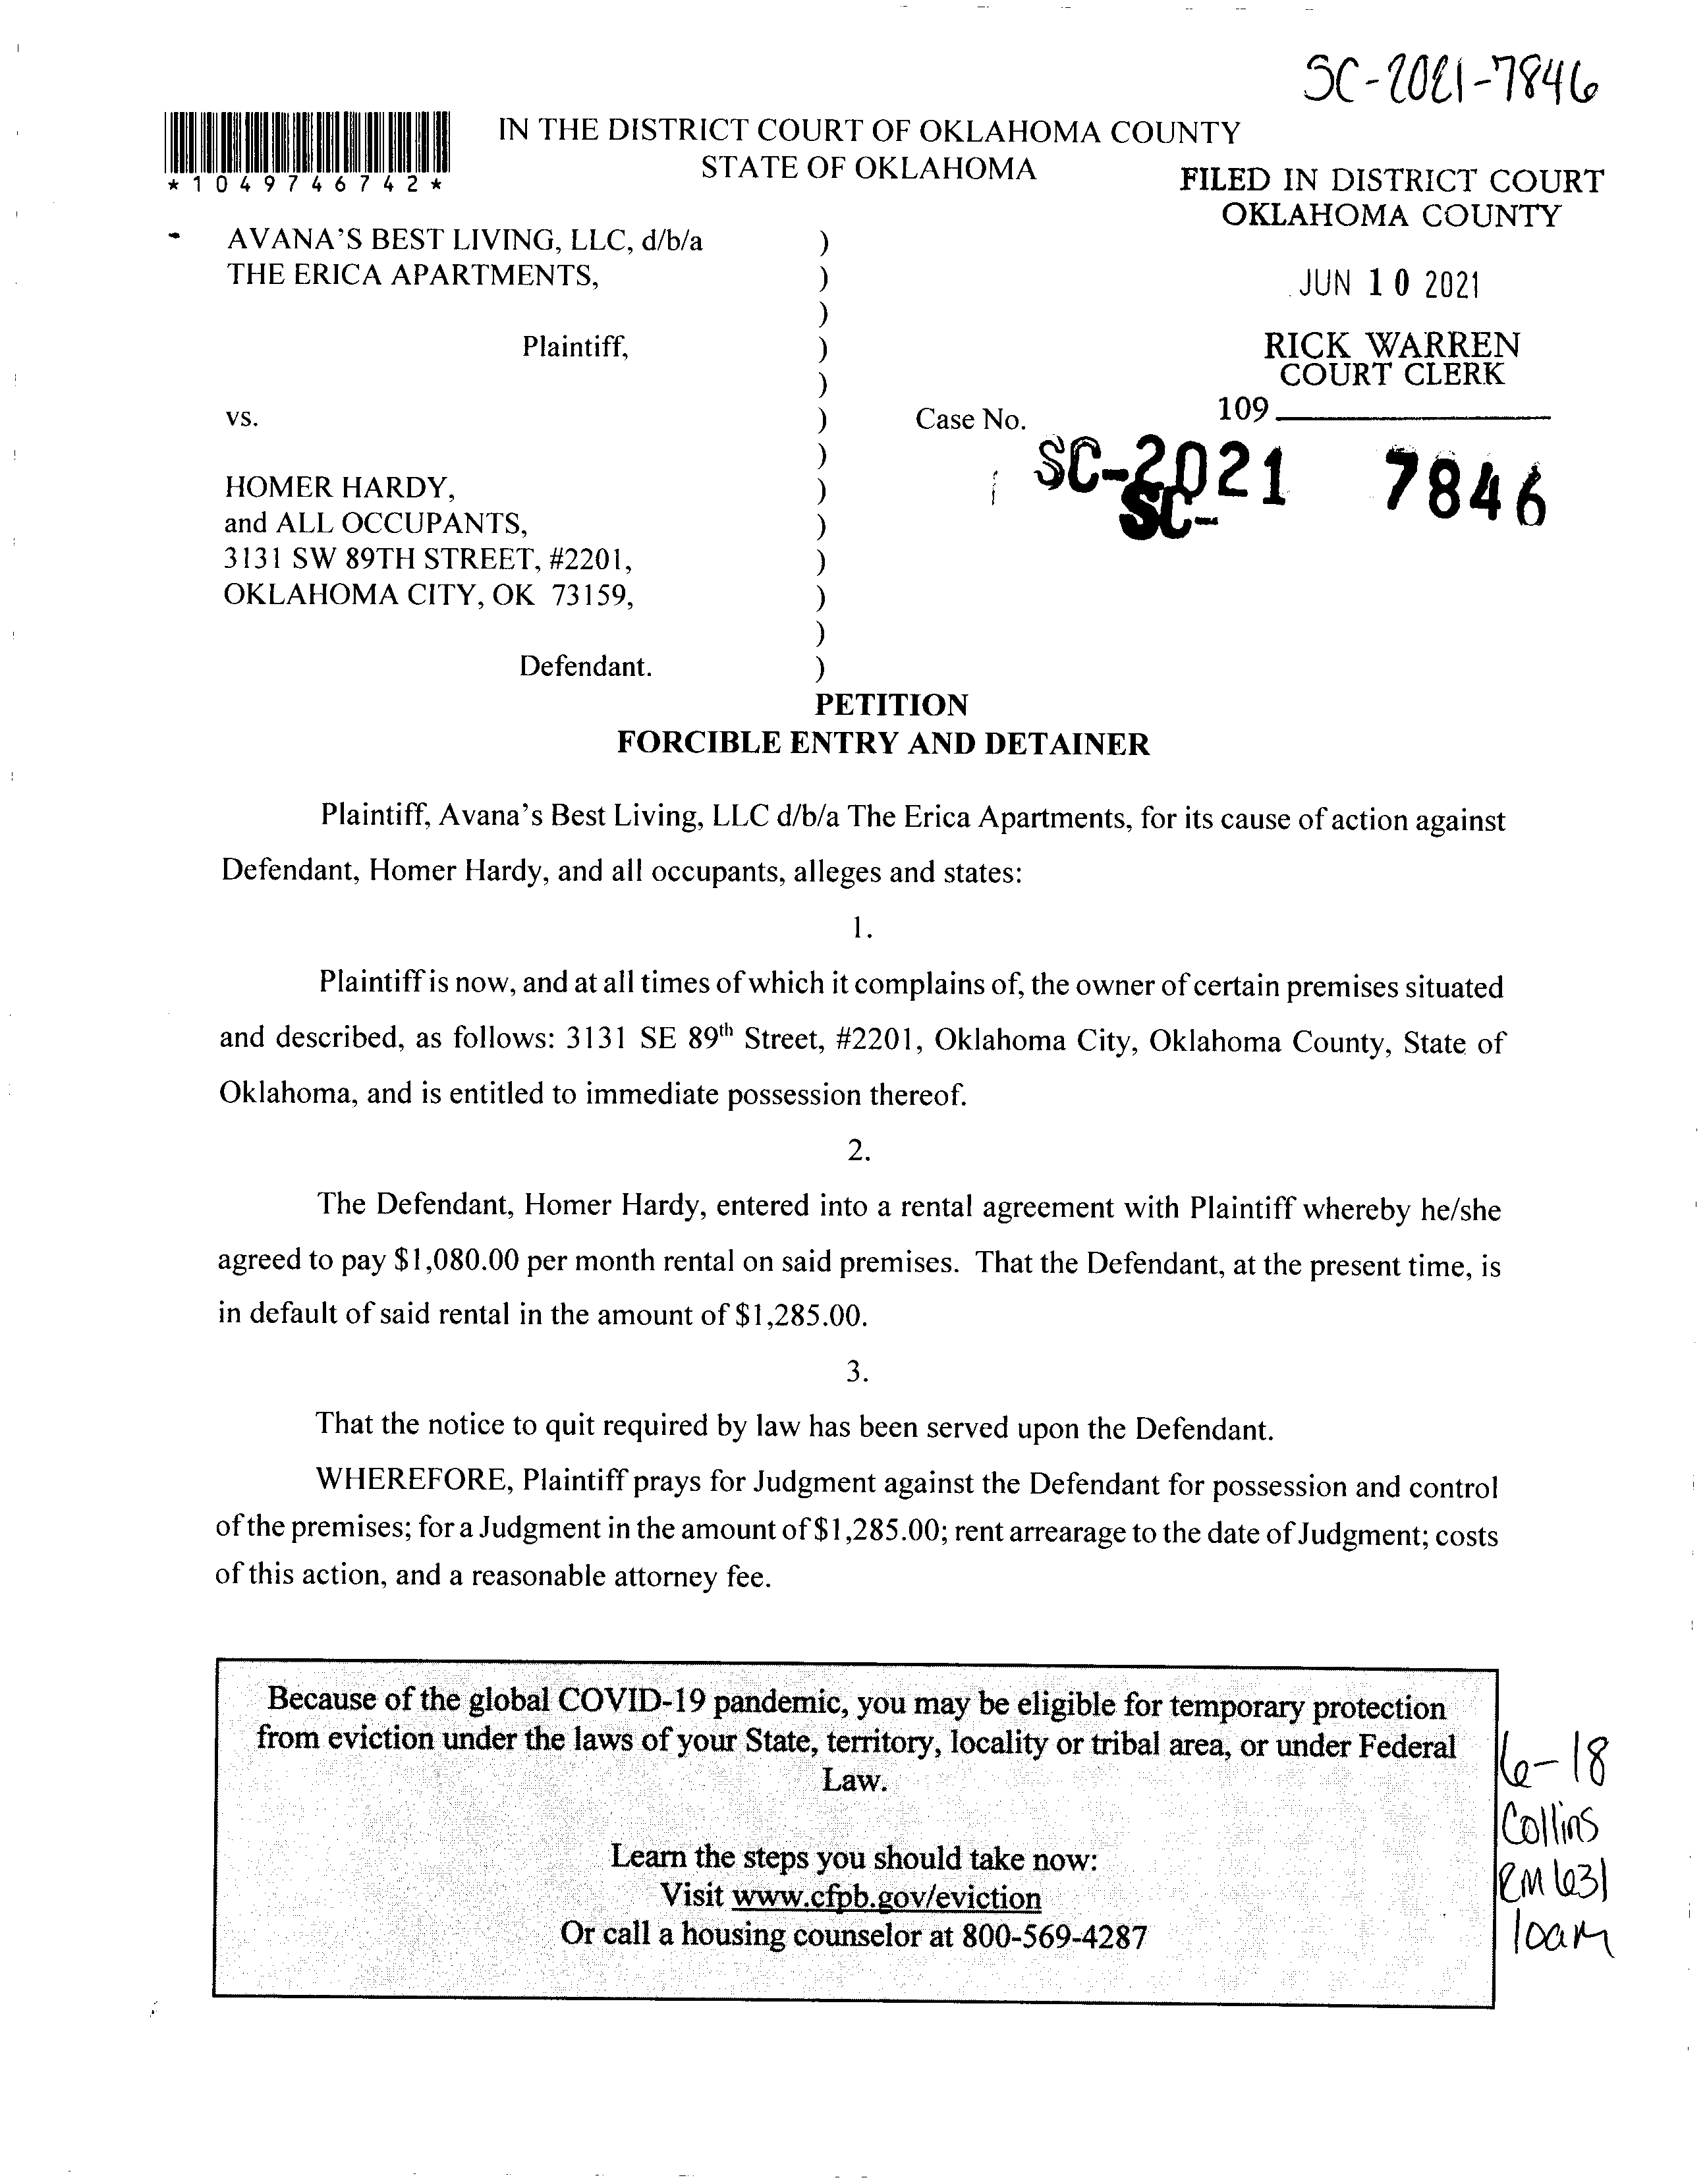 SC-2021-7846
*1049746742*
IN THE DISTRICT COURT OF OKLAHOMA COUNTY
STATE OF OKLAHOMA
FILED IN DISTRICT COURT
OKLAHOMA COUNTY
JUN 10 2021
RICK WARREN
COURT CLERK
109
AVANA'S BEST LIVING, LLC, d/b/a )
THE ERICA APARTMENTS, )
)
Plaintiff, )
)
vs. ) Case No.
SC-2021 7846
SC-
)
HOMER HARDY, )
and ALL OCCUPANTS, )
3131 SW 89TH STREET, #2201, )
OKLAHOMA CITY, OK 73159, )
)
Defendant. )
PETITION
FORCIBLE ENTRY AND DETAINER
Plaintiff, Avana's Best Living, LLC d/b/a The Erica Apartments, for its cause of action against
Defendant, Homer Hardy, and all occupants, alleges and states:
1.
Plaintiff is now, and at all times of which it complains of, the owner of certain premises situated
and described, as follows: 3131 SE 89th Street, #2201, Oklahoma City, Oklahoma County, State of
Oklahoma, and is entitled to immediate possession thereof.
2.
The Defendant, Homer Hardy, entered into a rental agreement with Plaintiff whereby he/she
agreed to pay $1,080.00 per month rental on said premises. That the Defendant, at the present time, is
in default of said rental in the amount of $1,285.00.
3.
That the notice to quit required by law has been served upon the Defendant.
WHEREFORE, Plaintiff prays for Judgment against the Defendant for possession and control
of the premises; for a Judgment in the amount of $1,285.00; rent arrearage to the date of Judgment; costs
of this action, and a reasonable attorney fee.
Because of the global COVID-19 pandemic, you may be eligible for temporary protection
from eviction under the laws of your State, territory, locality or tribal area, or under Federal
Law.
Learn the steps you should take now:
Visit www.cfpb.gov/eviction
Or call a housing counselor at 800-569-4287
6-18
Collins
RM 631
10am